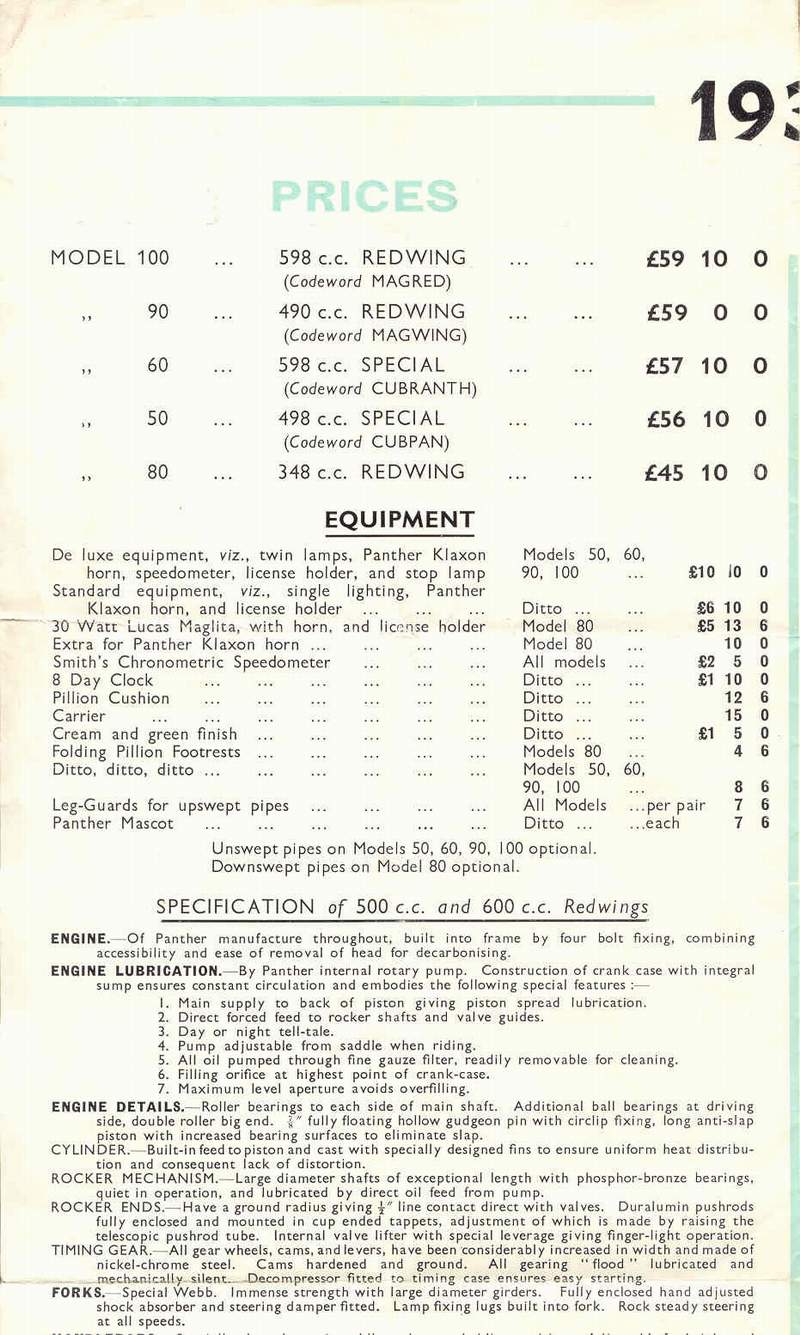 193
PRICES
MODEL 100 ... 598 c.c. REDWING ... ... £59 10 0
(Codeword MAGRED)
,, 90 ... 490 c.c. REDWING ... ... £59 0 0
(Codeword MAGWING)
,, 60 ... 598 c.c. SPECIAL ... ... £57 10 0
(Codeword CUBRANTH)
,, 50 ... 498 c.c. SPECIAL ... ... £56 10 0
(Codeword CUBPAN)
,, 80 ... 348 c.c. REDWING ... ... £45 10 0
EQUIPMENT
De luxe equipment, viz., twin lamps, Panther Klaxon Models 50, 60,
horn, speedometer, license holder, and stop lamp 90, 100 ... £10 10 0
Standard equipment, viz., single lighting, Panther
Klaxon horn, and license holder ... ... ... Ditto ... ... £6 10 0
30 Watt Lucas Maglita, with horn, and license holder Model 80 ... £5 13 6
Extra for Panther Klaxon horn ... ... ... ... Model 80 ... 10 0
Smith's Chronometric Speedometer ... ... ... All models ... £2 5 0
8 Day Clock ... ... ... ... ... ... Ditto ... ... £1 10 0
Pillion Cushion ... ... ... ... ... ... Ditto ... ... 12 6
Carrier ... ... ... ... ... ... ... Ditto ... ... 15 0
Cream and green finish ... ... ... ... ... Ditto ... ... £1 5 0
Folding Pillion Footrests ... ... ... ... ... Models 80 ... 4 6
Ditto, ditto, ditto ... ... ... ... ... ... Models 50, 60,
90, 100 ... 8 6
Leg-Guards for upswept pipes ... ... ... ... All Models ...per pair 7 6
Panther Mascot ... ... ... ... ... ... Ditto ... ...each 7 6
Unswept pipes on Models 50, 60, 90, 100 optional.
Downswept pipes on Model 80 optional.
SPECIFICATION of 500 c.c. and 600 c.c. Redwings
ENGINE.—Of Panther manufacture throughout, built into frame by four bolt fixing, combining
accessibility and ease of removal of head for decarbonising.
ENGINE LUBRICATION.—By Panther internal rotary pump. Construction of crank case with integral
sump ensures constant circulation and embodies the following special features :—
1. Main supply to back of piston giving piston spread lubrication.
2. Direct forced feed to rocker shafts and valve guides.
3. Day or night tell-tale.
4. Pump adjustable from saddle when riding.
5. All oil pumped through fine gauze filter, readily removable for cleaning.
6. Filling orifice at highest point of crank-case.
7. Maximum level aperture avoids overfilling.
ENGINE DETAILS.—Roller bearings to each side of main shaft. Additional ball bearings at driving
side, double roller big end. fully floating hollow gudgeon pin with circlip fixing, long anti-slap
piston with increased bearing surfaces to eliminate slap.
CYLINDER.—Built-in feed to piston and cast with specially designed fins to ensure uniform heat distribu-
tion and consequent lack of distortion.
ROCKER MECHANISM.—Large diameter shafts of exceptional length with phosphor-bronze bearings,
quiet in operation, and lubricated by direct oil feed from pump.
ROCKER ENDS.—Have a ground radius giving line contact direct with valves. Duralumin pushrods
fully enclosed and mounted in cup ended tappets, adjustment of which is made by raising the
telescopic pushrod tube. Internal valve lifter with special leverage giving finger-light operation.
TIMING GEAR.—All gear wheels, cams, and levers, have been considerably increased in width and made of
nickel-chrome steel. Cams hardened and ground. All gearing "flood" lubricated and
mechanically silent. Decompressor fitted to timing case ensures easy starting.
FORKS.—Special Webb. Immense strength with large diameter girders. Fully enclosed hand adjusted
shock absorber and steering damper fitted. Lamp fixing lugs built into fork. Rock steady steering
at all speeds.